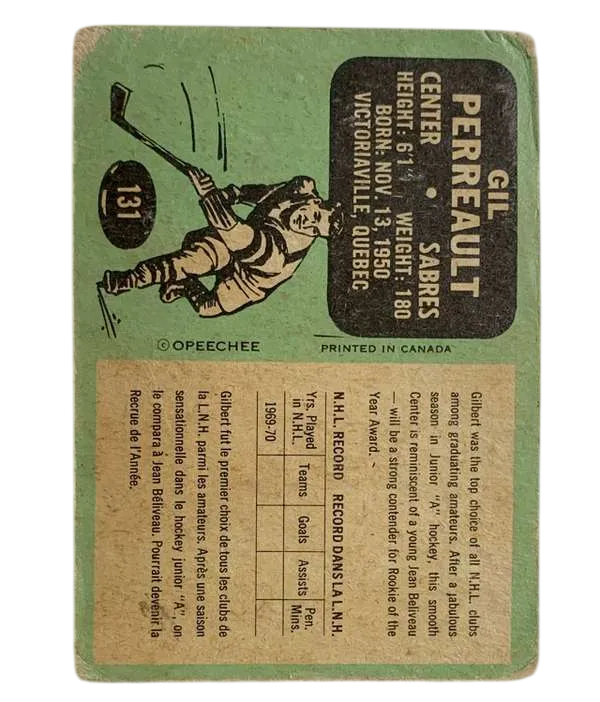 GIL
PERREAULT
CENTER • SABRES
HEIGHT: 6'1" WEIGHT: 180
BORN: NOV. 13, 1950
VICTORIAVILLE, QUEBEC
131
© OPEECHEE
PRINTED IN CANADA
Gilbert was the top choice of all N.H.L. clubs
among graduating amateurs. After a fabulous
season in Junior "A" hockey, this smooth
Center is reminiscent of a young Jean Beliveau
— will be a strong contender for Rookie of the
Year Award.
N.H.L. RECORD RECORD DANS LA L.N.H.
Yrs. Played in N.H.L. Teams Goals Assists Pen. Mins.
1969-70
Gilbert fut le premier choix de tous les clubs de
la L.N.H. parmi les amateurs. Après une saison
sensationnelle dans le hockey junior "A", on
le compara à Jean Béliveau. Pourrait devenir la
Recrue de l'Année.